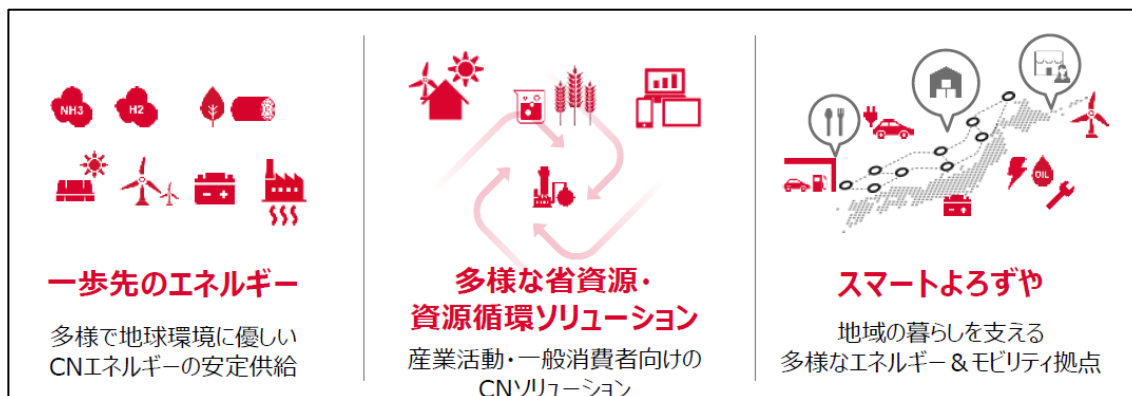 NH3
H2
一歩先のエネルギー
多様で地球環境に優しい
CNエネルギーの安定供給
多様な省資源・
資源循環ソリューション
産業活動・一般消費者向けの
CNソリューション
OIL
スマートよろずや
地域の暮らしを支える
多様なエネルギー&モビリティ拠点